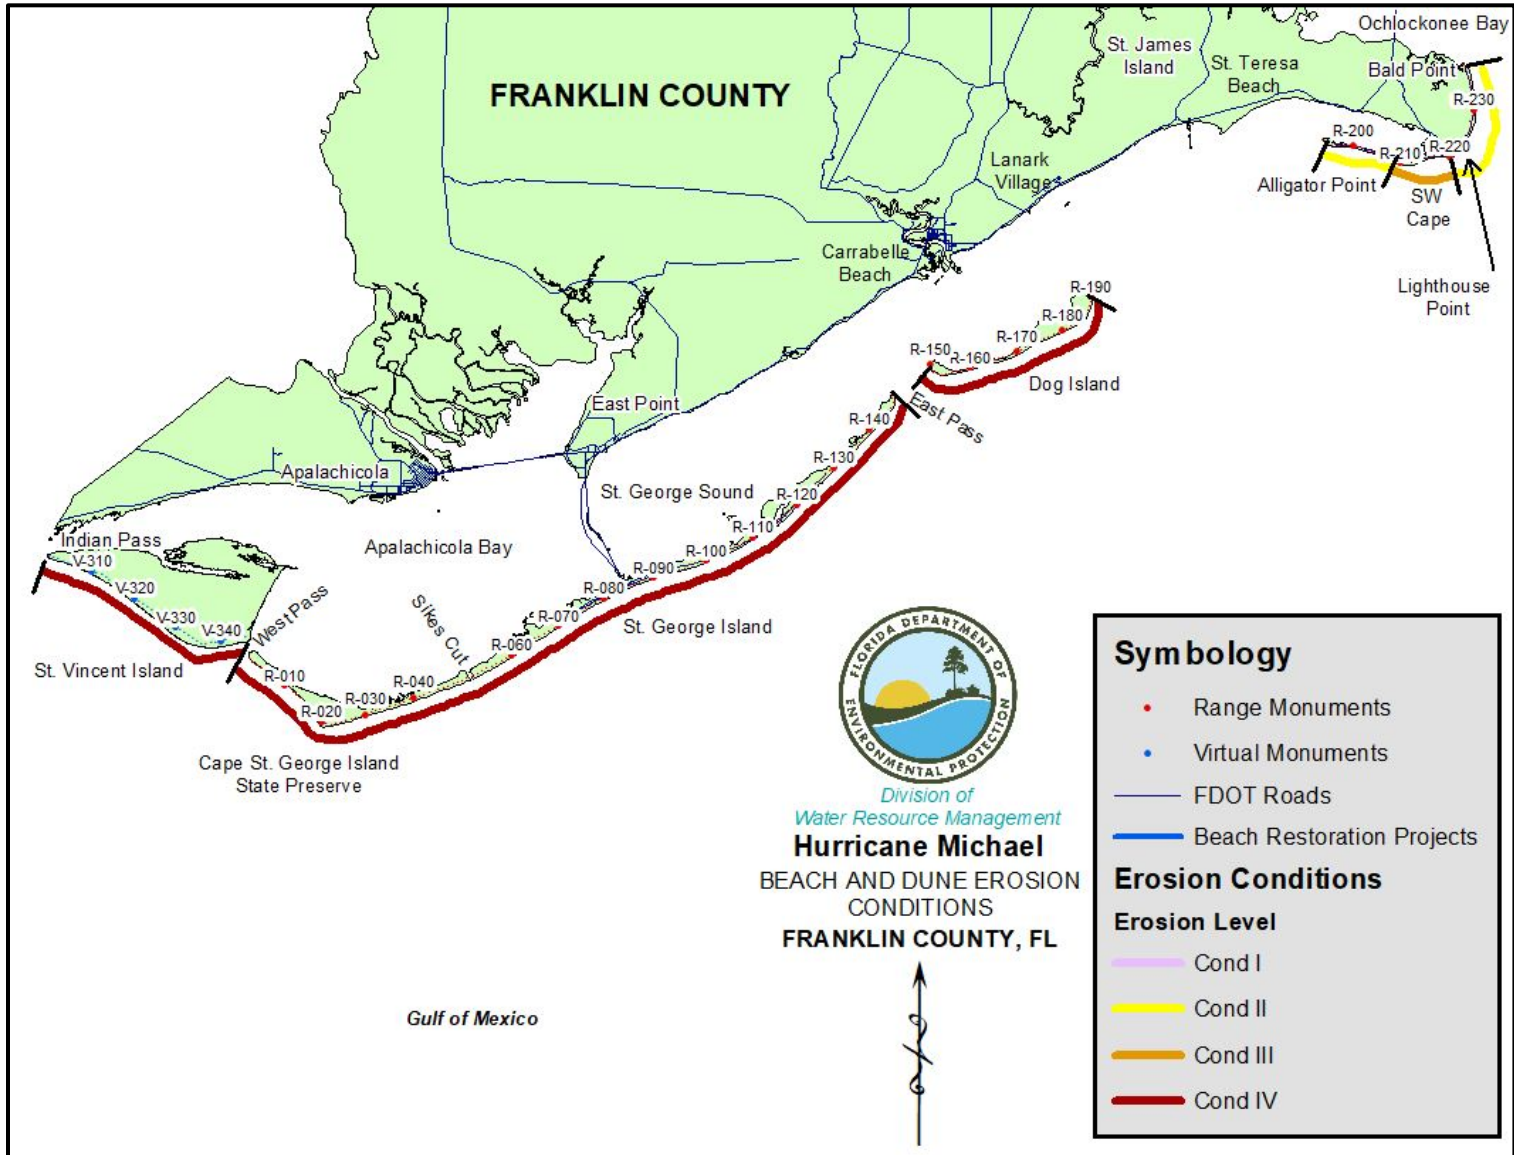 Ochlockonee Bay
St. James
Island
St. Teresa
Beach
Bald Point
FRANKLIN COUNTY
R-230
R-200
R-210
R-220
Lanark
Village
Alligator Point
SW
Cape
Carrabelle
Beach
Lighthouse
Point
R-190
R-180
R-170
R-150
R-160
Dog Island
East Point
East Pass
R-140
R-130
Apalachicola
St. George Sound
R-120
R-110
Indian Pass
Apalachicola Bay
R-100
V-310
R-090
V-320
R-080
Sikes Cut
West Pass
V-330
V-340
R-070
St. George Island
R-060
St. Vincent Island
R-010
R-040
R-030
R-020
Cape St. George Island
State Preserve
FLORIDA DEPARTMENT OF
ENVIRONMENTAL PROTECTION
Division of
Water Resource Management
Hurricane Michael
BEACH AND DUNE EROSION
CONDITIONS
FRANKLIN COUNTY, FL
Gulf of Mexico
Symbology
Range Monuments
Virtual Monuments
FDOT Roads
Beach Restoration Projects
Erosion Conditions
Erosion Level
Cond I
Cond II
Cond III
Cond IV